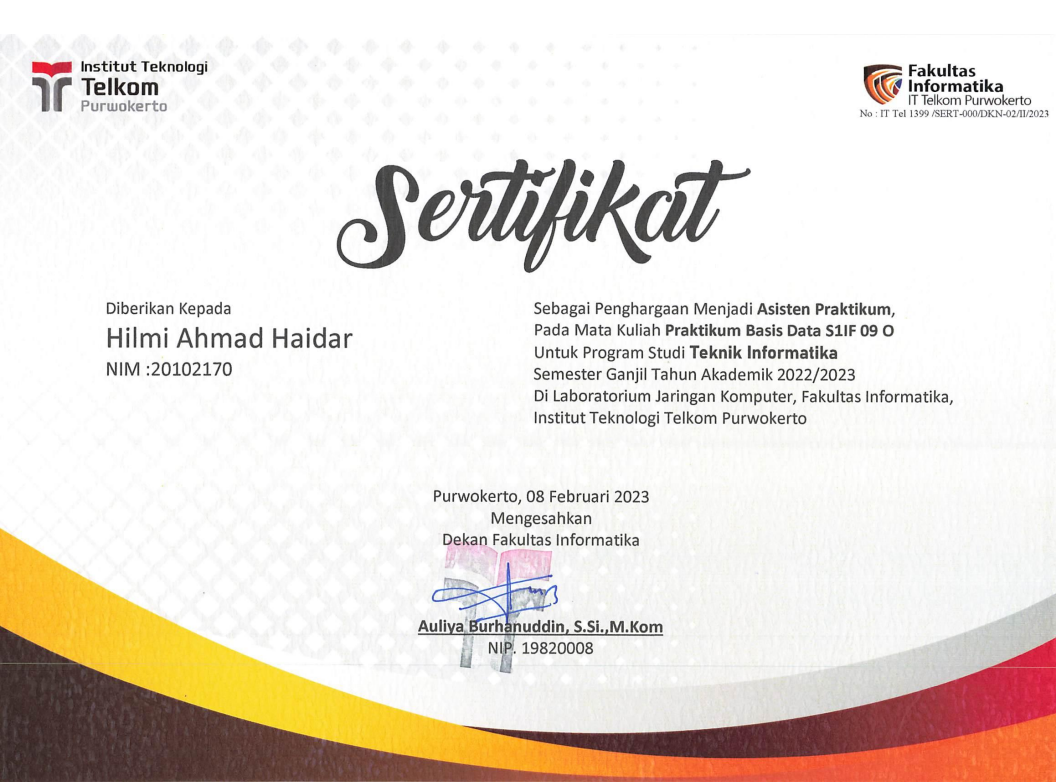 Institut Teknologi
Telkom
Purwokerto
Fakultas
Informatika
IT Telkom Purwokerto
No : IT Tel 1399 /SERT-000/DKN-02/II/2023
Sertifikat
Diberikan Kepada
Hilmi Ahmad Haidar
NIM :20102170
Sebagai Penghargaan Menjadi Asisten Praktikum,
Pada Mata Kuliah Praktikum Basis Data S1IF 09 O
Untuk Program Studi Teknik Informatika
Semester Ganjil Tahun Akademik 2022/2023
Di Laboratorium Jaringan Komputer, Fakultas Informatika,
Institut Teknologi Telkom Purwokerto
Purwokerto, 08 Februari 2023
Mengesahkan
Dekan Fakultas Informatika
Auliya Burhanuddin, S.Si.,M.Kom
NIP. 19820008